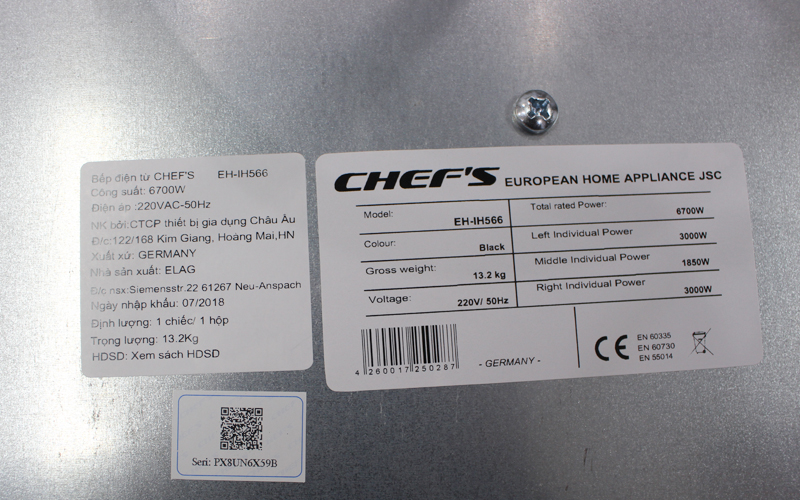 Bếp điện từ CHEF'S EH-IH566
Công suất: 6700W
Điện áp :220VAC-50Hz
NK bởi:CTCP thiết bị gia dụng Châu Âu
Đ/c:122/168 Kim Giang, Hoàng Mai,HN
Xuất xứ: GERMANY
Nhà sản xuất: ELAG
Đ/c nsx:Siemensstr.22 61267 Neu-Anspach
Ngày nhập khẩu: 07/2018
Định lượng: 1 chiếc/ 1 hộp
Trọng lượng: 13.2Kg
HDSD: Xem sách HDSD
CHEF'S EUROPEAN HOME APPLIANCE JSC
Model: EH-IH566
Colour: Black
Gross weight: 13.2 kg
Voltage: 220V/ 50Hz
Total rated Power: 6700W
Left Individual Power 3000W
Middle Individual Power 1850W
Right Individual Power 3000W
4 260017 250287
- GERMANY -
CE
EN 60335
EN 60730
EN 55014
Seri: PX8UN6X59B